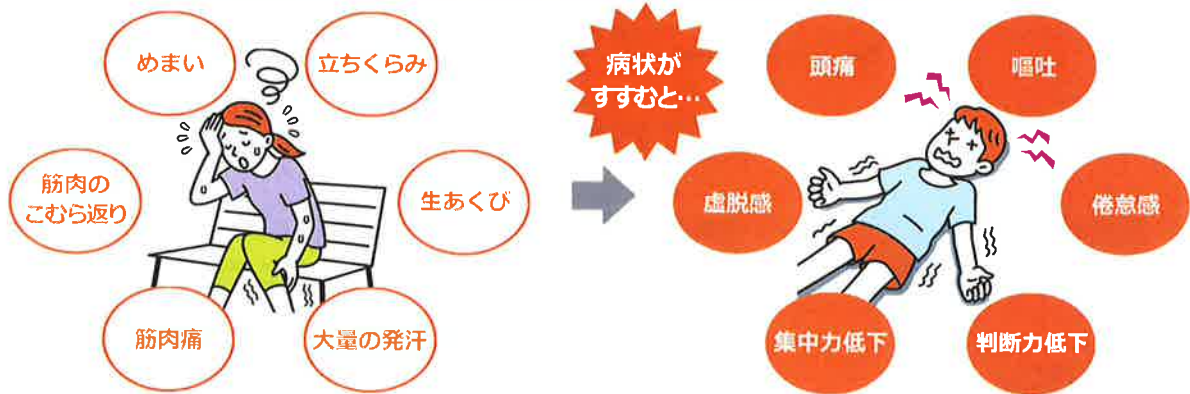 めまい
立ちくらみ
筋肉の
こむら返り
生あくび
筋肉痛
大量の発汗
病状が
すすむと…
頭痛
嘔吐
虚脱感
倦怠感
集中力低下
判断力低下